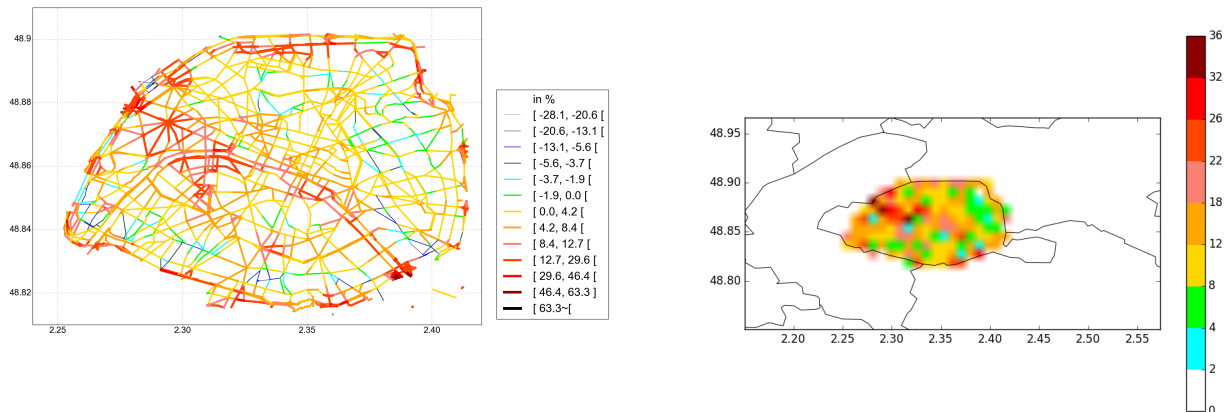 48.9
48.88
48.86
48.84
48.82
2.25
2.30
2.35
2.40
in %
[ -28.1, -20.6 [
[ -20.6, -13.1 [
[ -13.1, -5.6 [
[ -5.6, -3.7 [
[ -3.7, -1.9 [
[ -1.9, 0.0 [
[ 0.0, 4.2 [
[ 4.2, 8.4 [
[ 8.4, 12.7 [
[ 12.7, 29.6 [
[ 29.6, 46.4 [
[ 46.4, 63.3 ]
[ 63.3~[
48.95
48.90
48.85
48.80
2.20
2.25
2.30
2.35
2.40
2.45
2.50
2.55
36
32
26
22
18
12
8
4
2
0